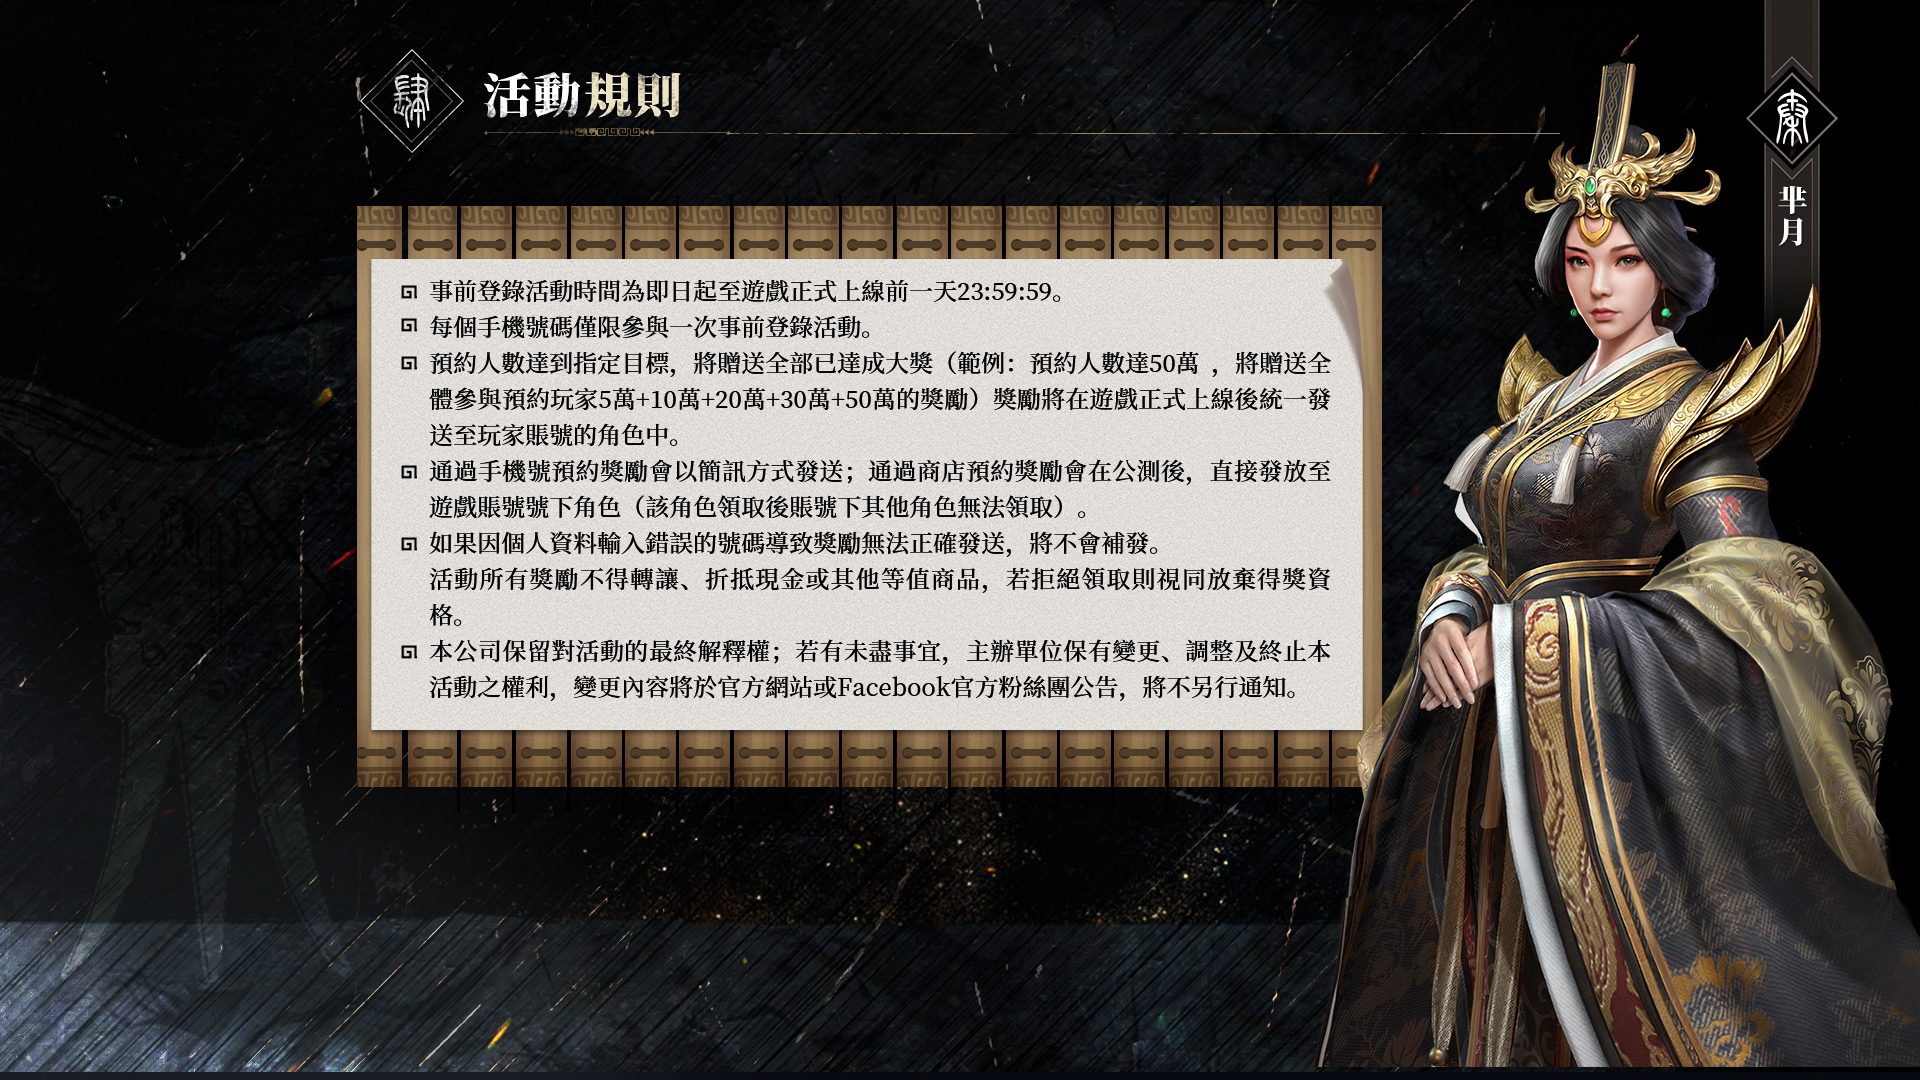 肆
活動規則
秦
芈月
事前登錄活動時間為即日起至遊戲正式上線前一天23:59:59。
每個手機號碼僅限參與一次事前登錄活動。
預約人數達到指定目標，將贈送全部已達成大獎（範例：預約人數達50萬 ，將贈送全
體參與預約玩家5萬+10萬+20萬+30萬+50萬的獎勵）獎勵將在遊戲正式上線後統一發
送至玩家賬號的角色中。
通過手機號預約獎勵會以簡訊方式發送；通過商店預約獎勵會在公測後，直接發放至
遊戲賬號號下角色（該角色領取後賬號下其他角色無法領取）。
如果因個人資料輸入錯誤的號碼導致獎勵無法正確發送，將不會補發。
活動所有獎勵不得轉讓、折抵現金或其他等值商品，若拒絕領取則視同放棄得獎資
格。
本公司保留對活動的最終解釋權；若有未盡事宜，主辦單位保有變更、調整及終止本
活動之權利，變更內容將於官方網站或Facebook官方粉絲團公告，將不另行通知。